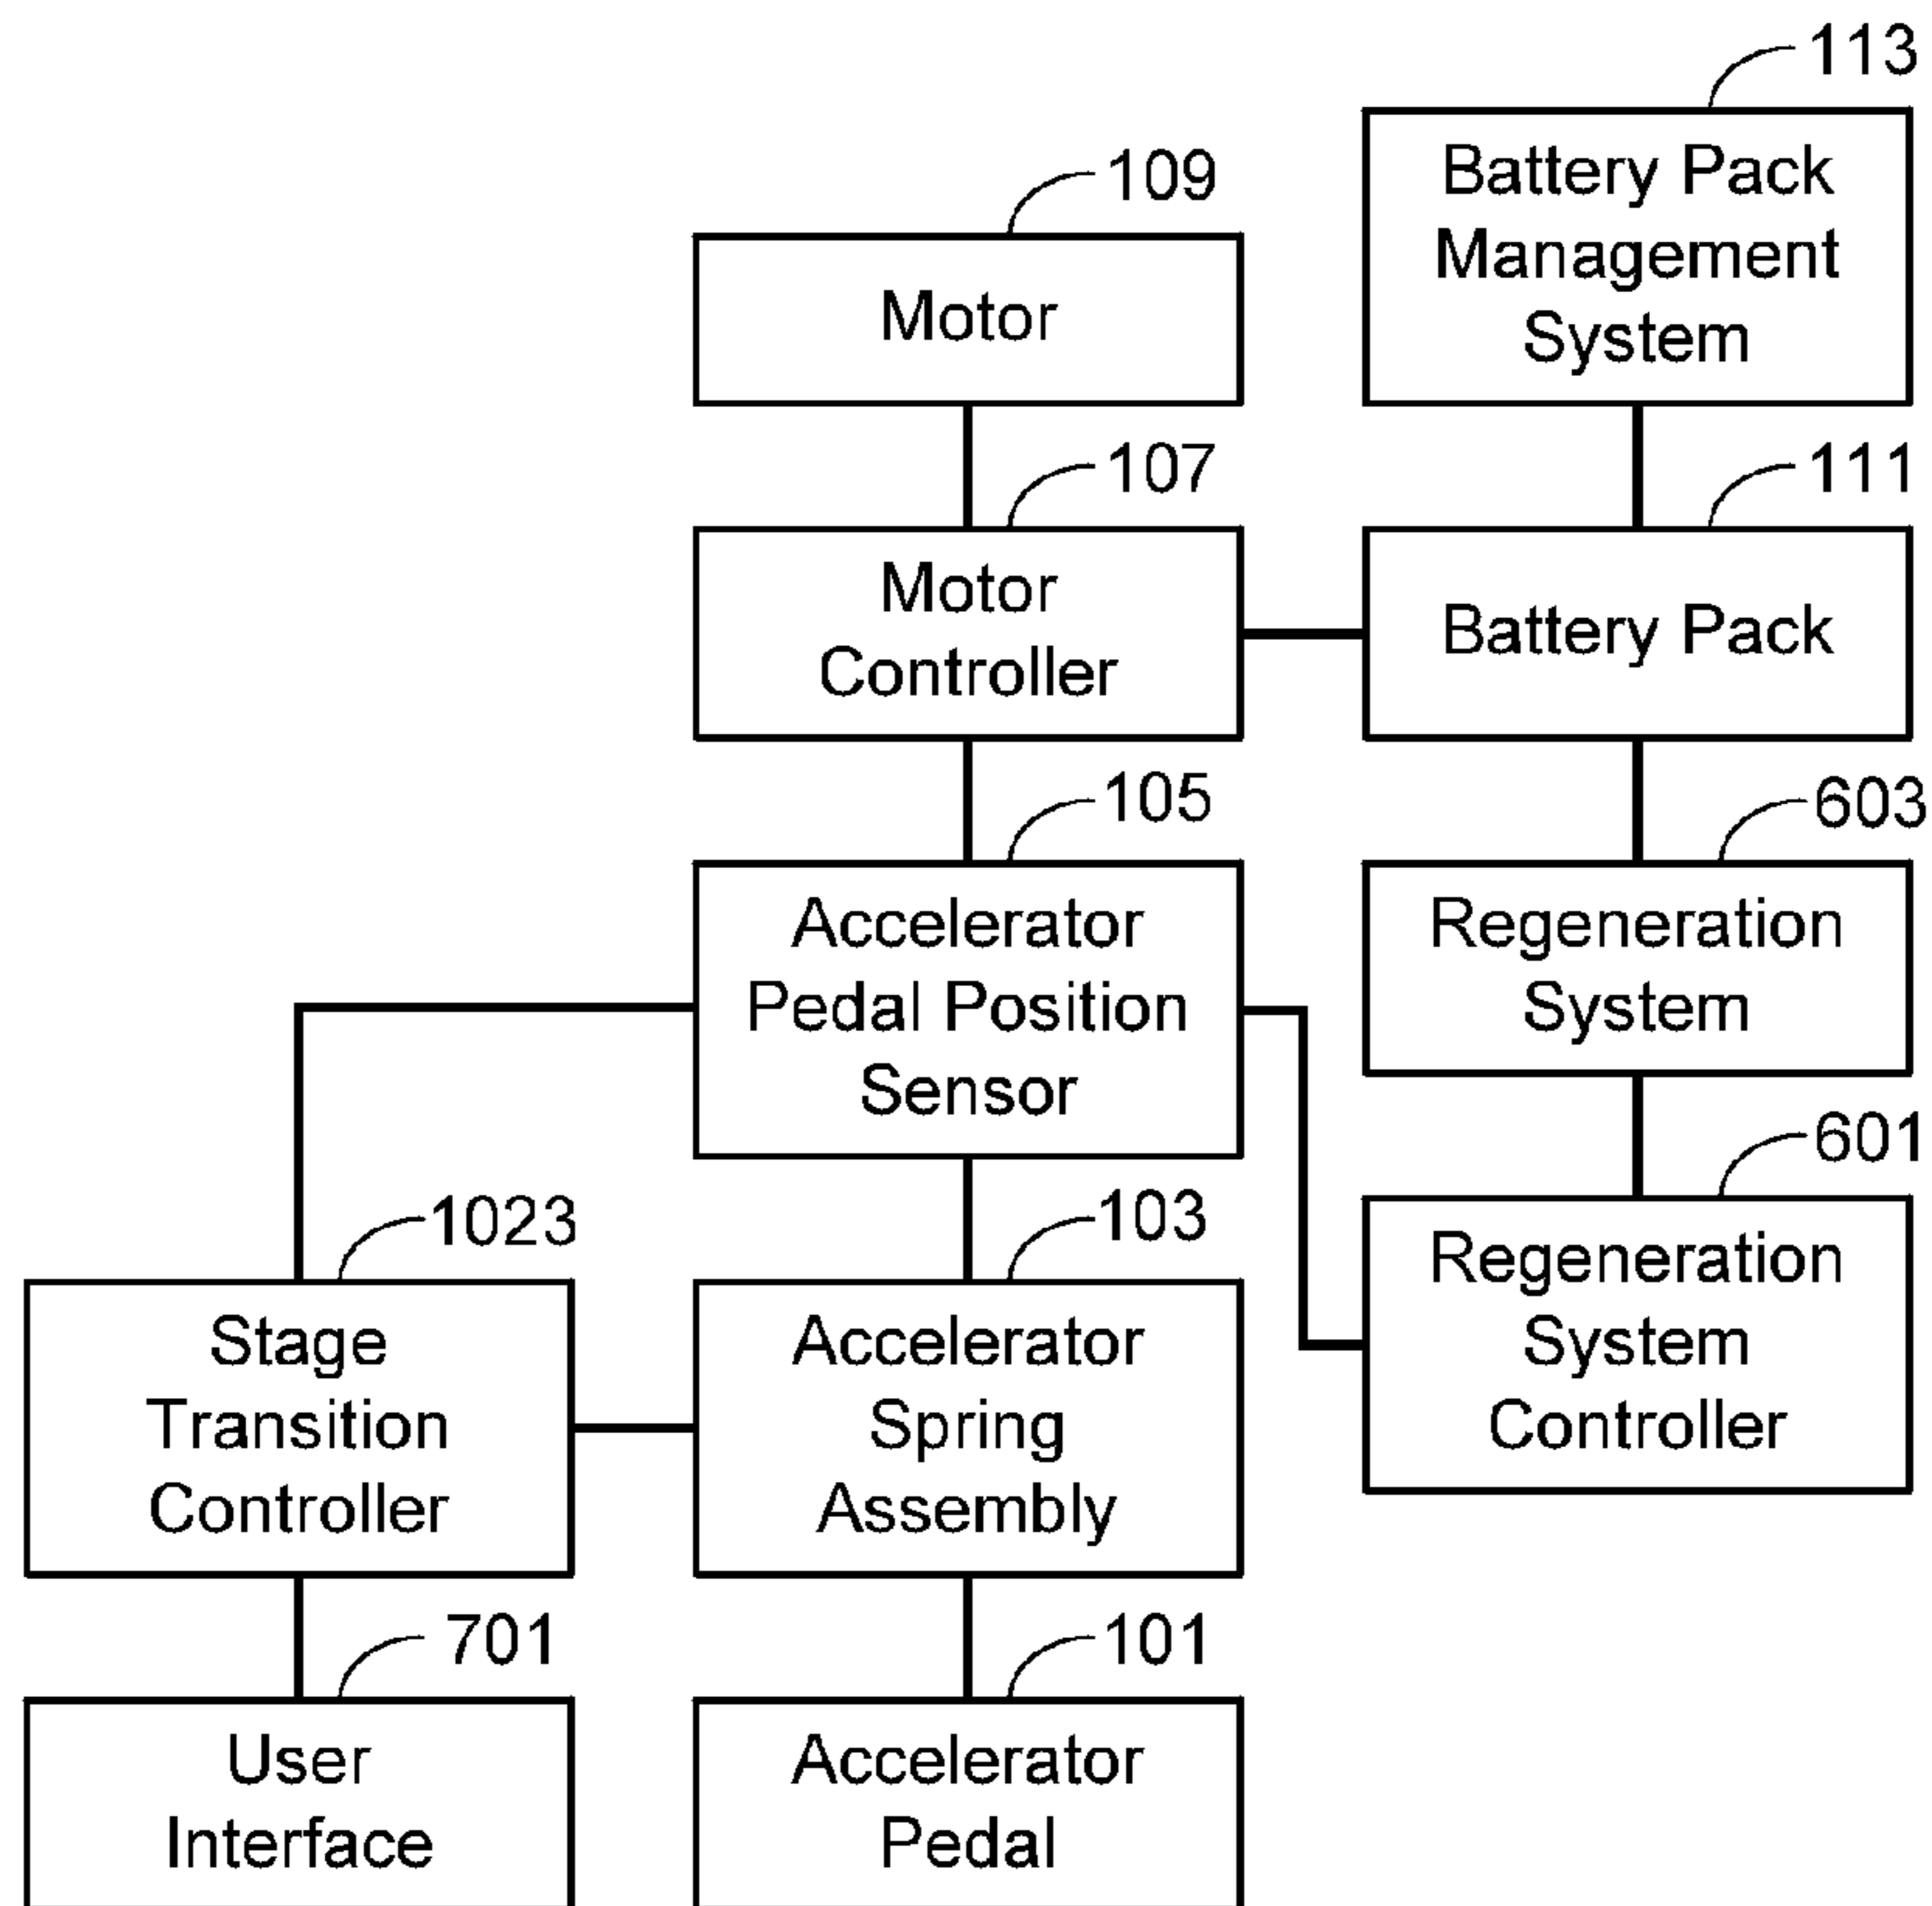 113
Battery Pack
Management
System
109
Motor
107
Motor
Controller
111
Battery Pack
105
Accelerator
Pedal Position
Sensor
603
Regeneration
System
601
Regeneration
System
Controller
1023
Stage
Transition
Controller
103
Accelerator
Spring
Assembly
701
User
Interface
101
Accelerator
Pedal